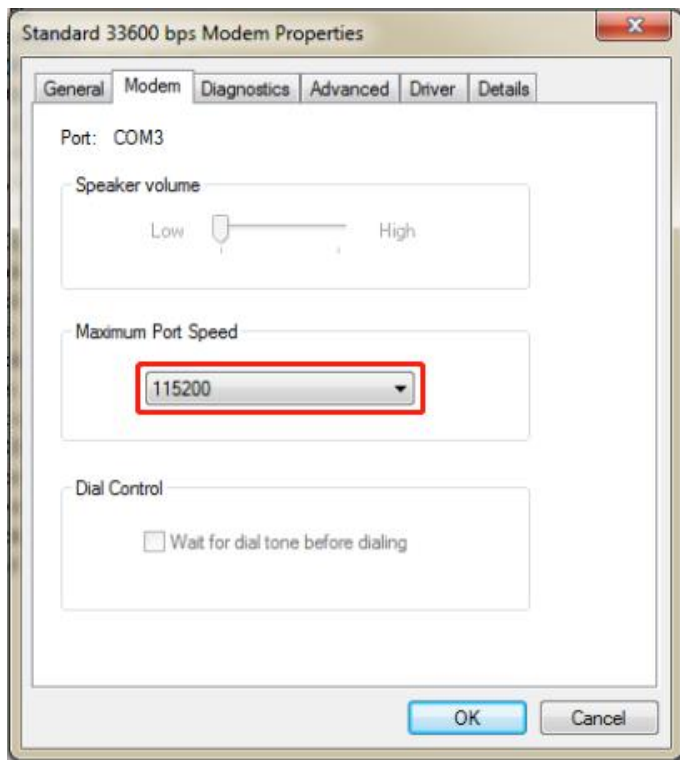 Standard 33600 bps Modem Properties
General Modem Diagnostics Advanced Driver Details
Port: COM3
Speaker volume
Low High
Maximum Port Speed
115200
Dial Control
Wait for dial tone before dialing
OK Cancel